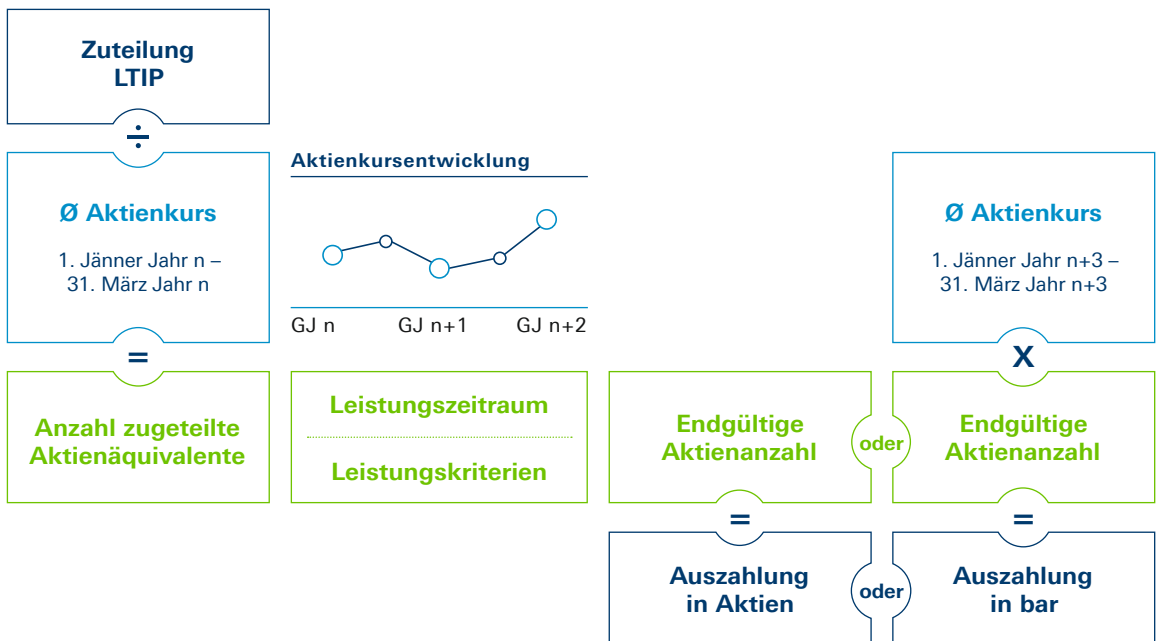 Zuteilung
LTIP
÷
Ø Aktienkurs
1. Jänner Jahr n –
31. März Jahr n
=
Anzahl zugeteilte
Aktienäquivalente
Aktienkursentwicklung
GJ n GJ n+1 GJ n+2
Leistungszeitraum
Leistungskriterien
Endgültige
Aktienanzahl
=
Auszahlung
in Aktien
oder
oder
Ø Aktienkurs
1. Jänner Jahr n+3 –
31. März Jahr n+3
X
Endgültige
Aktienanzahl
=
Auszahlung
in bar